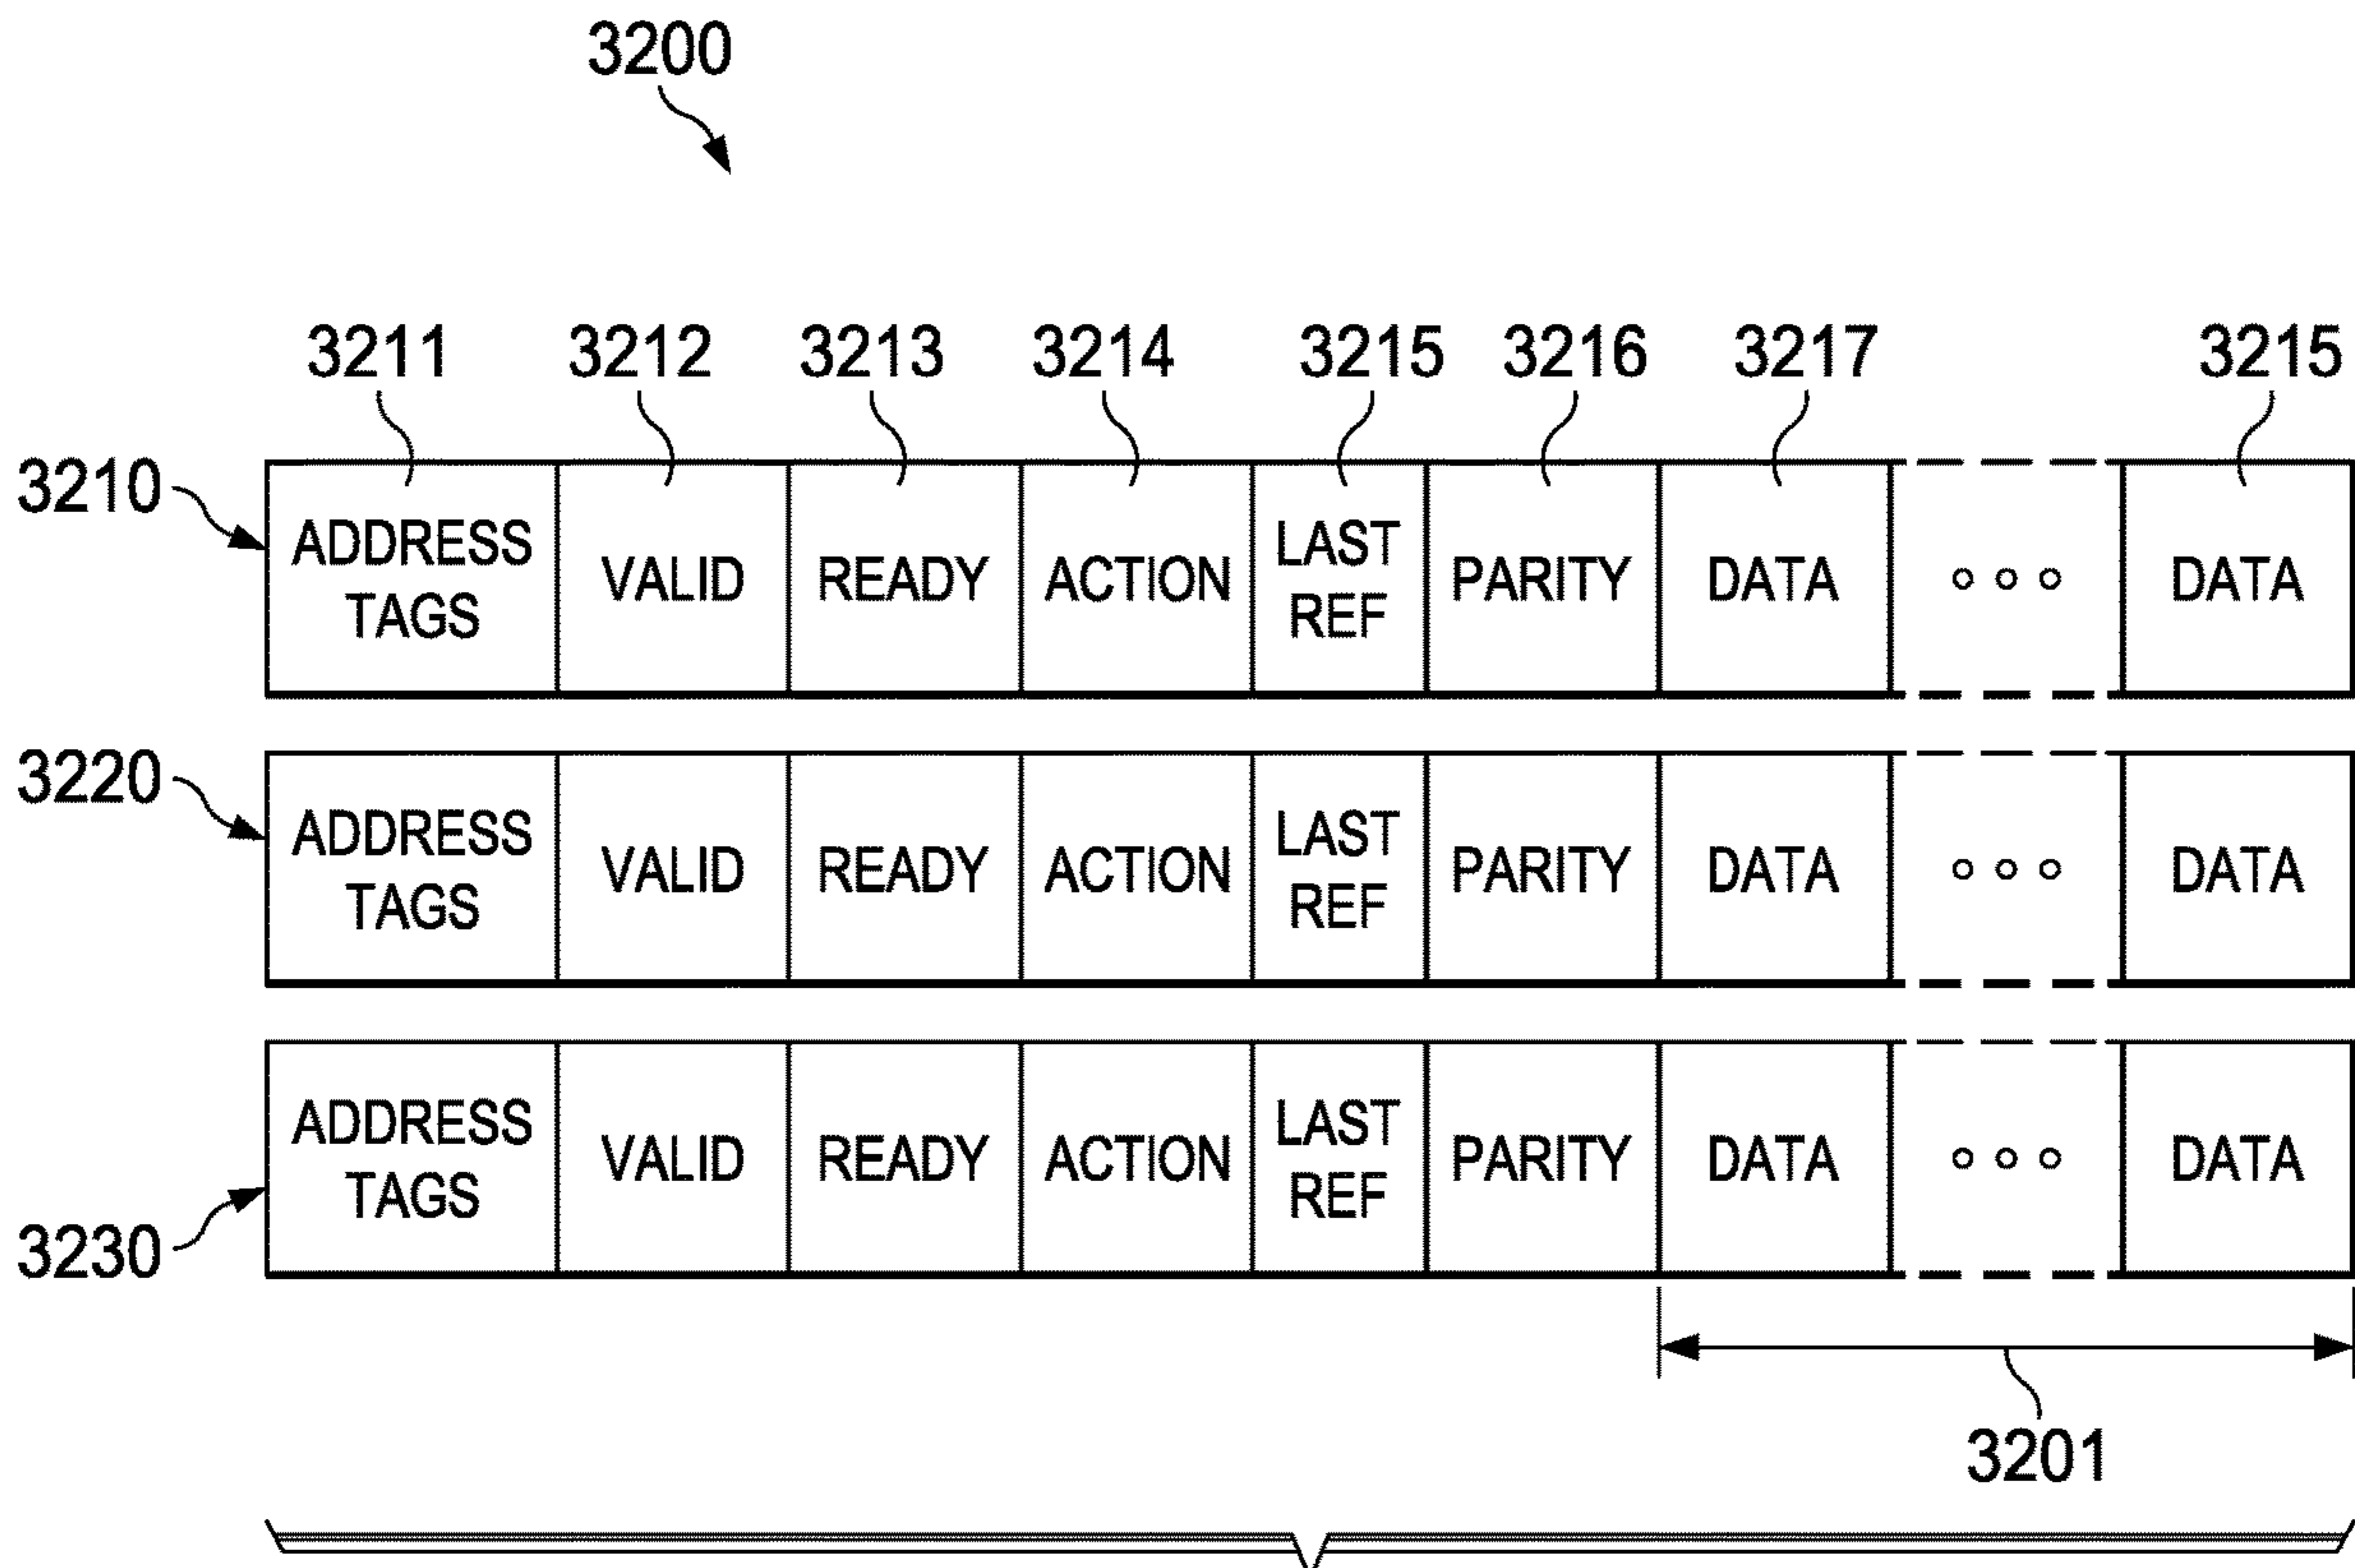 3200
3211 3212 3213 3214 3215 3216 3217 3215
3210
ADDRESS TAGS VALID READY ACTION LAST REF PARITY DATA DATA
3220
ADDRESS TAGS VALID READY ACTION LAST REF PARITY DATA DATA
3230
ADDRESS TAGS VALID READY ACTION LAST REF PARITY DATA DATA
3201